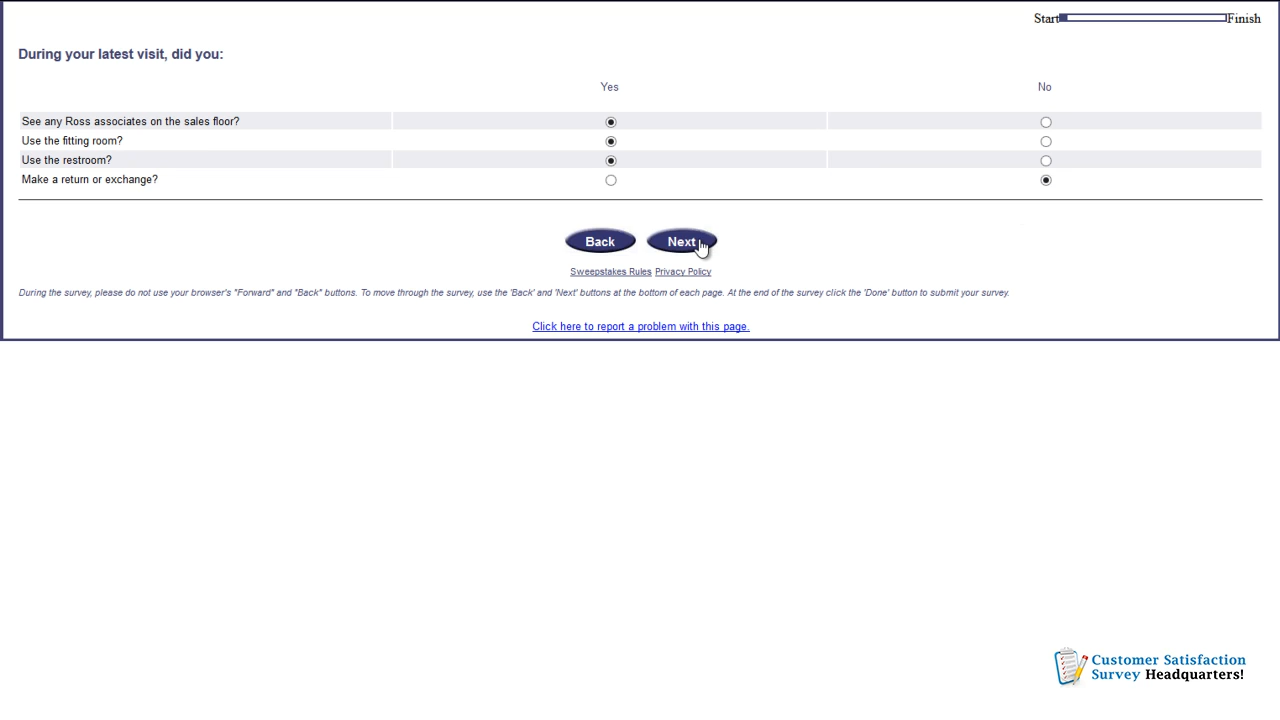 Start Finish
During your latest visit, did you:
Yes No
See any Ross associates on the sales floor?
Use the fitting room?
Use the restroom?
Make a return or exchange?
Back Next
Sweepstakes Rules Privacy Policy
During the survey, please do not use your browser's "Forward" and "Back" buttons. To move through the survey, use the 'Back' and 'Next' buttons at the bottom of each page. At the end of the survey click the 'Done' button to submit your survey.
Click here to report a problem with this page.
Customer Satisfaction
Survey Headquarters!